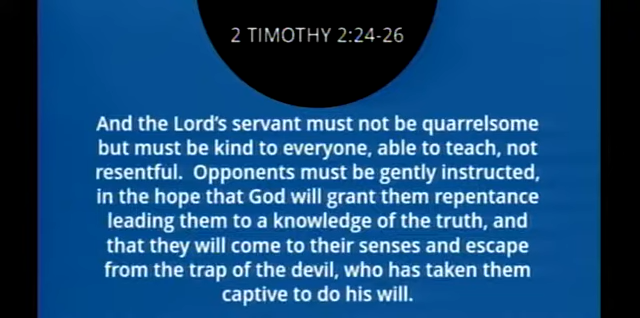 2 TIMOTHY 2:24-26
And the Lord's servant must not be quarrelsome
but must be kind to everyone, able to teach, not
resentful.  Opponents must be gently instructed,
in the hope that God will grant them repentance
leading them to a knowledge of the truth, and
that they will come to their senses and escape
from the trap of the devil, who has taken them
captive to do his will.